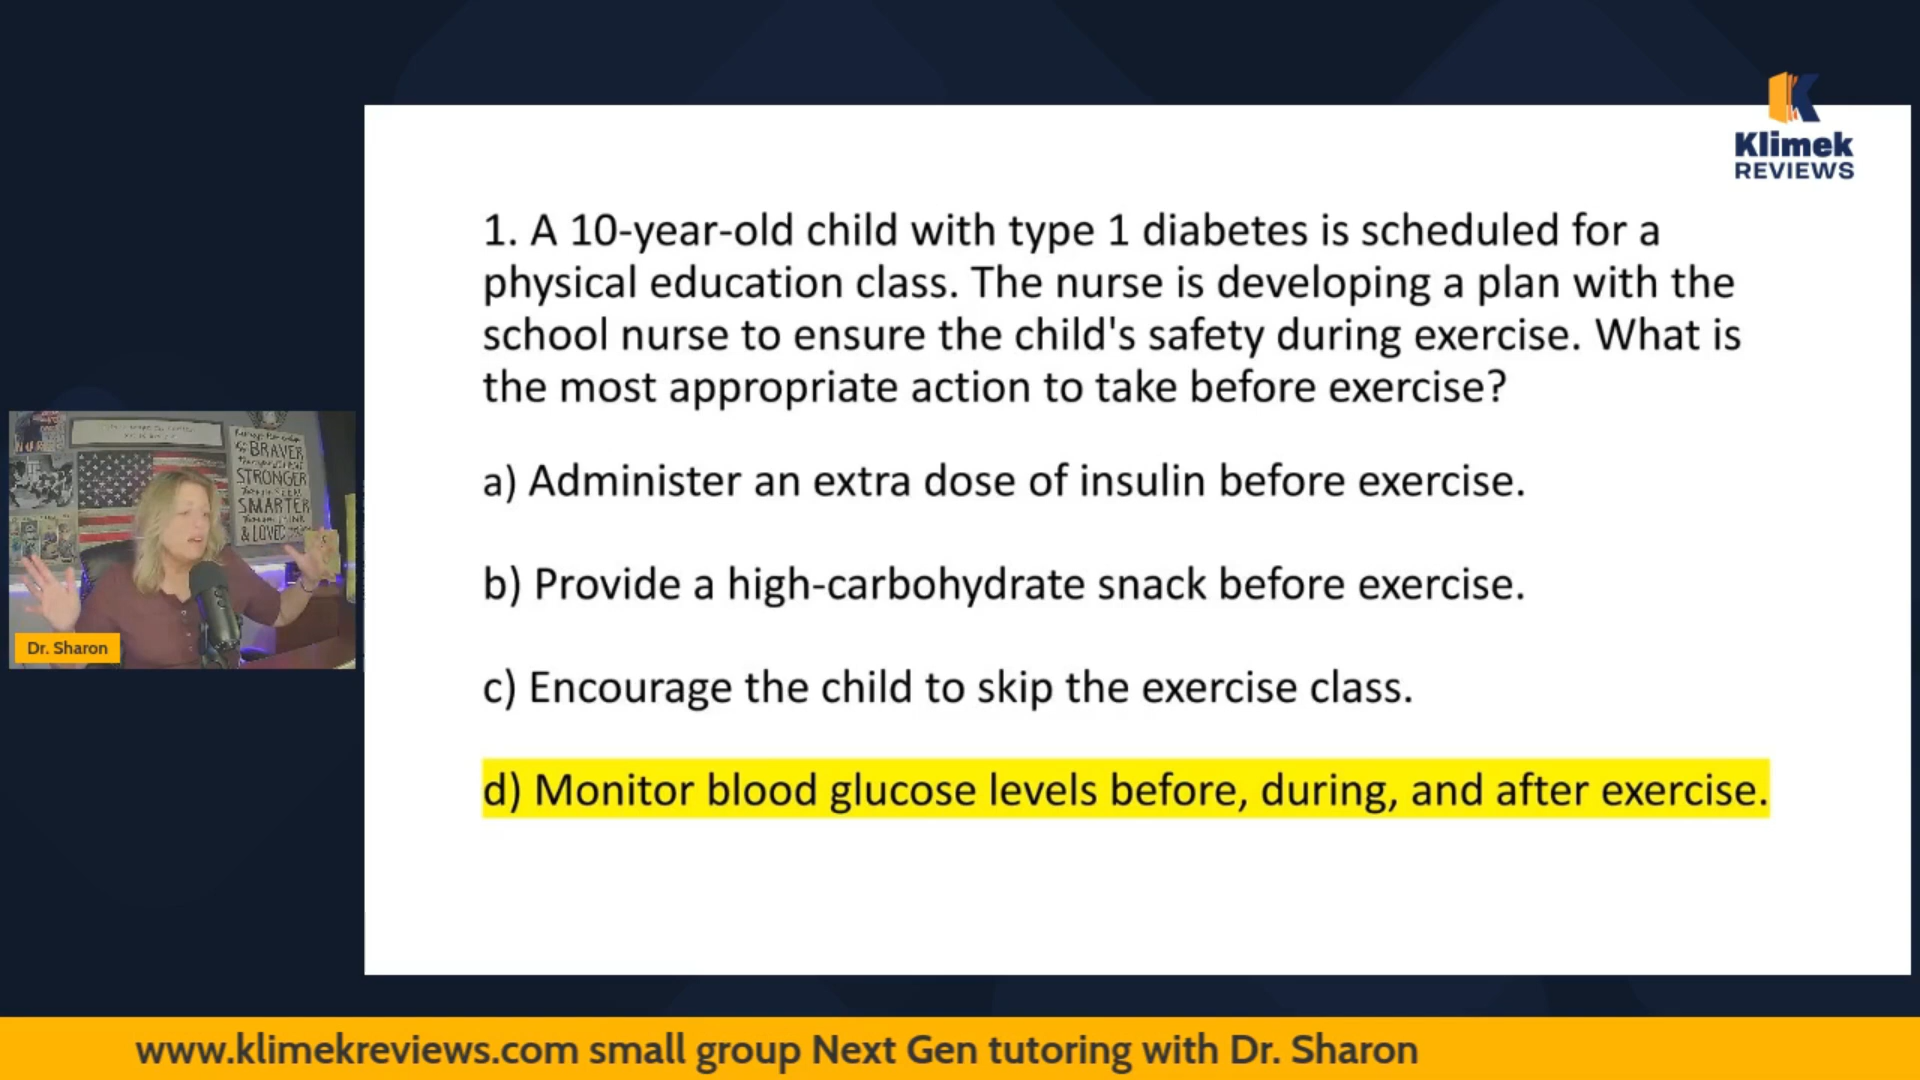 Klimek
REVIEWS
1. A 10-year-old child with type 1 diabetes is scheduled for a
physical education class. The nurse is developing a plan with the
school nurse to ensure the child's safety during exercise. What is
the most appropriate action to take before exercise?
a) Administer an extra dose of insulin before exercise.
b) Provide a high-carbohydrate snack before exercise.
c) Encourage the child to skip the exercise class.
d) Monitor blood glucose levels before, during, and after exercise.
BRAVER
STRONGER
SMARTER
& LOVED
Dr. Sharon
www.klimekreviews.com small group Next Gen tutoring with Dr. Sharon